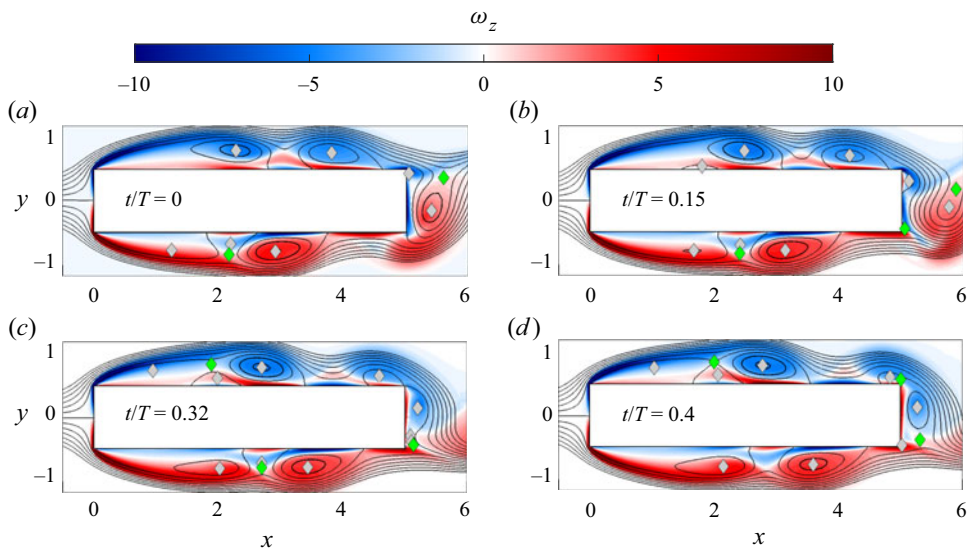 ω_z
−10 −5 0 5 10
(a) (b)
1 1
y 0 t/T = 0 0 t/T = 0.15
−1 −1
0 2 4 6 0 2 4 6
(c) (d)
1 1
y 0 t/T = 0.32 0 t/T = 0.4
−1 −1
0 2 4 6 0 2 4 6
x x